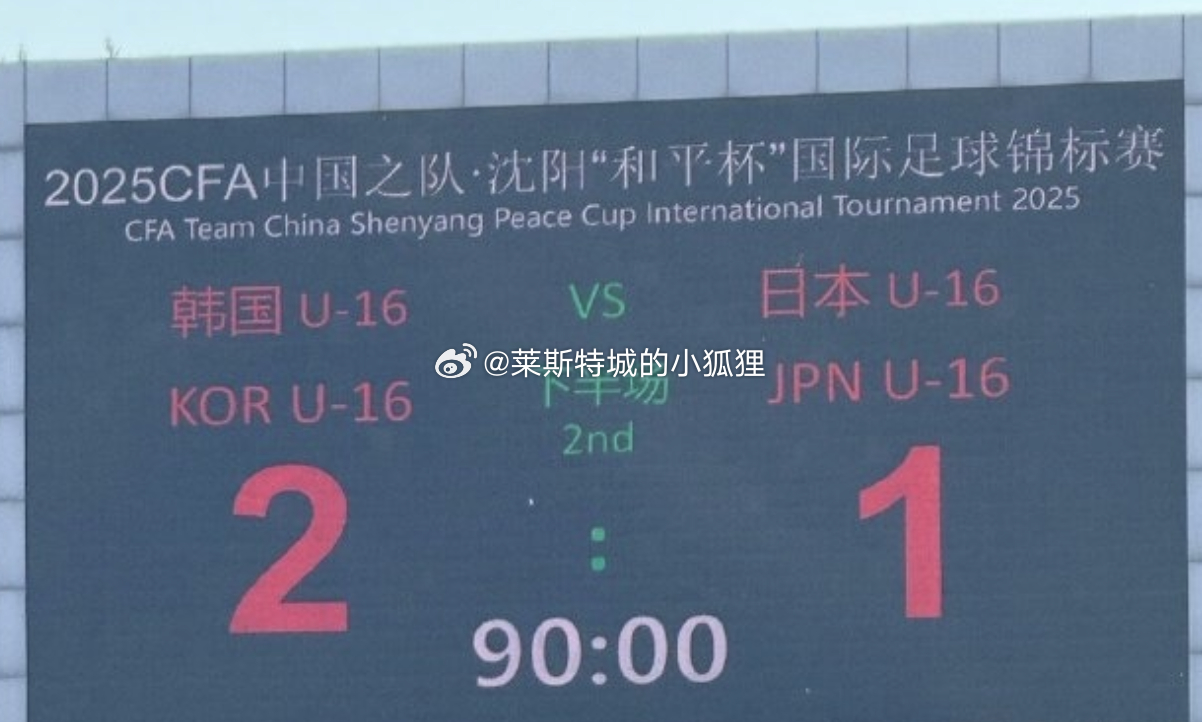 2025CFA中国之队·沈阳“和平杯”国际足球锦标赛
CFA Team China Shenyang Peace Cup International Tournament 2025
韩国 U-16 VS 日本 U-16
@莱斯特城的小狐狸
KOR U-16 下半场 JPN U-16
2nd
2 : 1
90:00